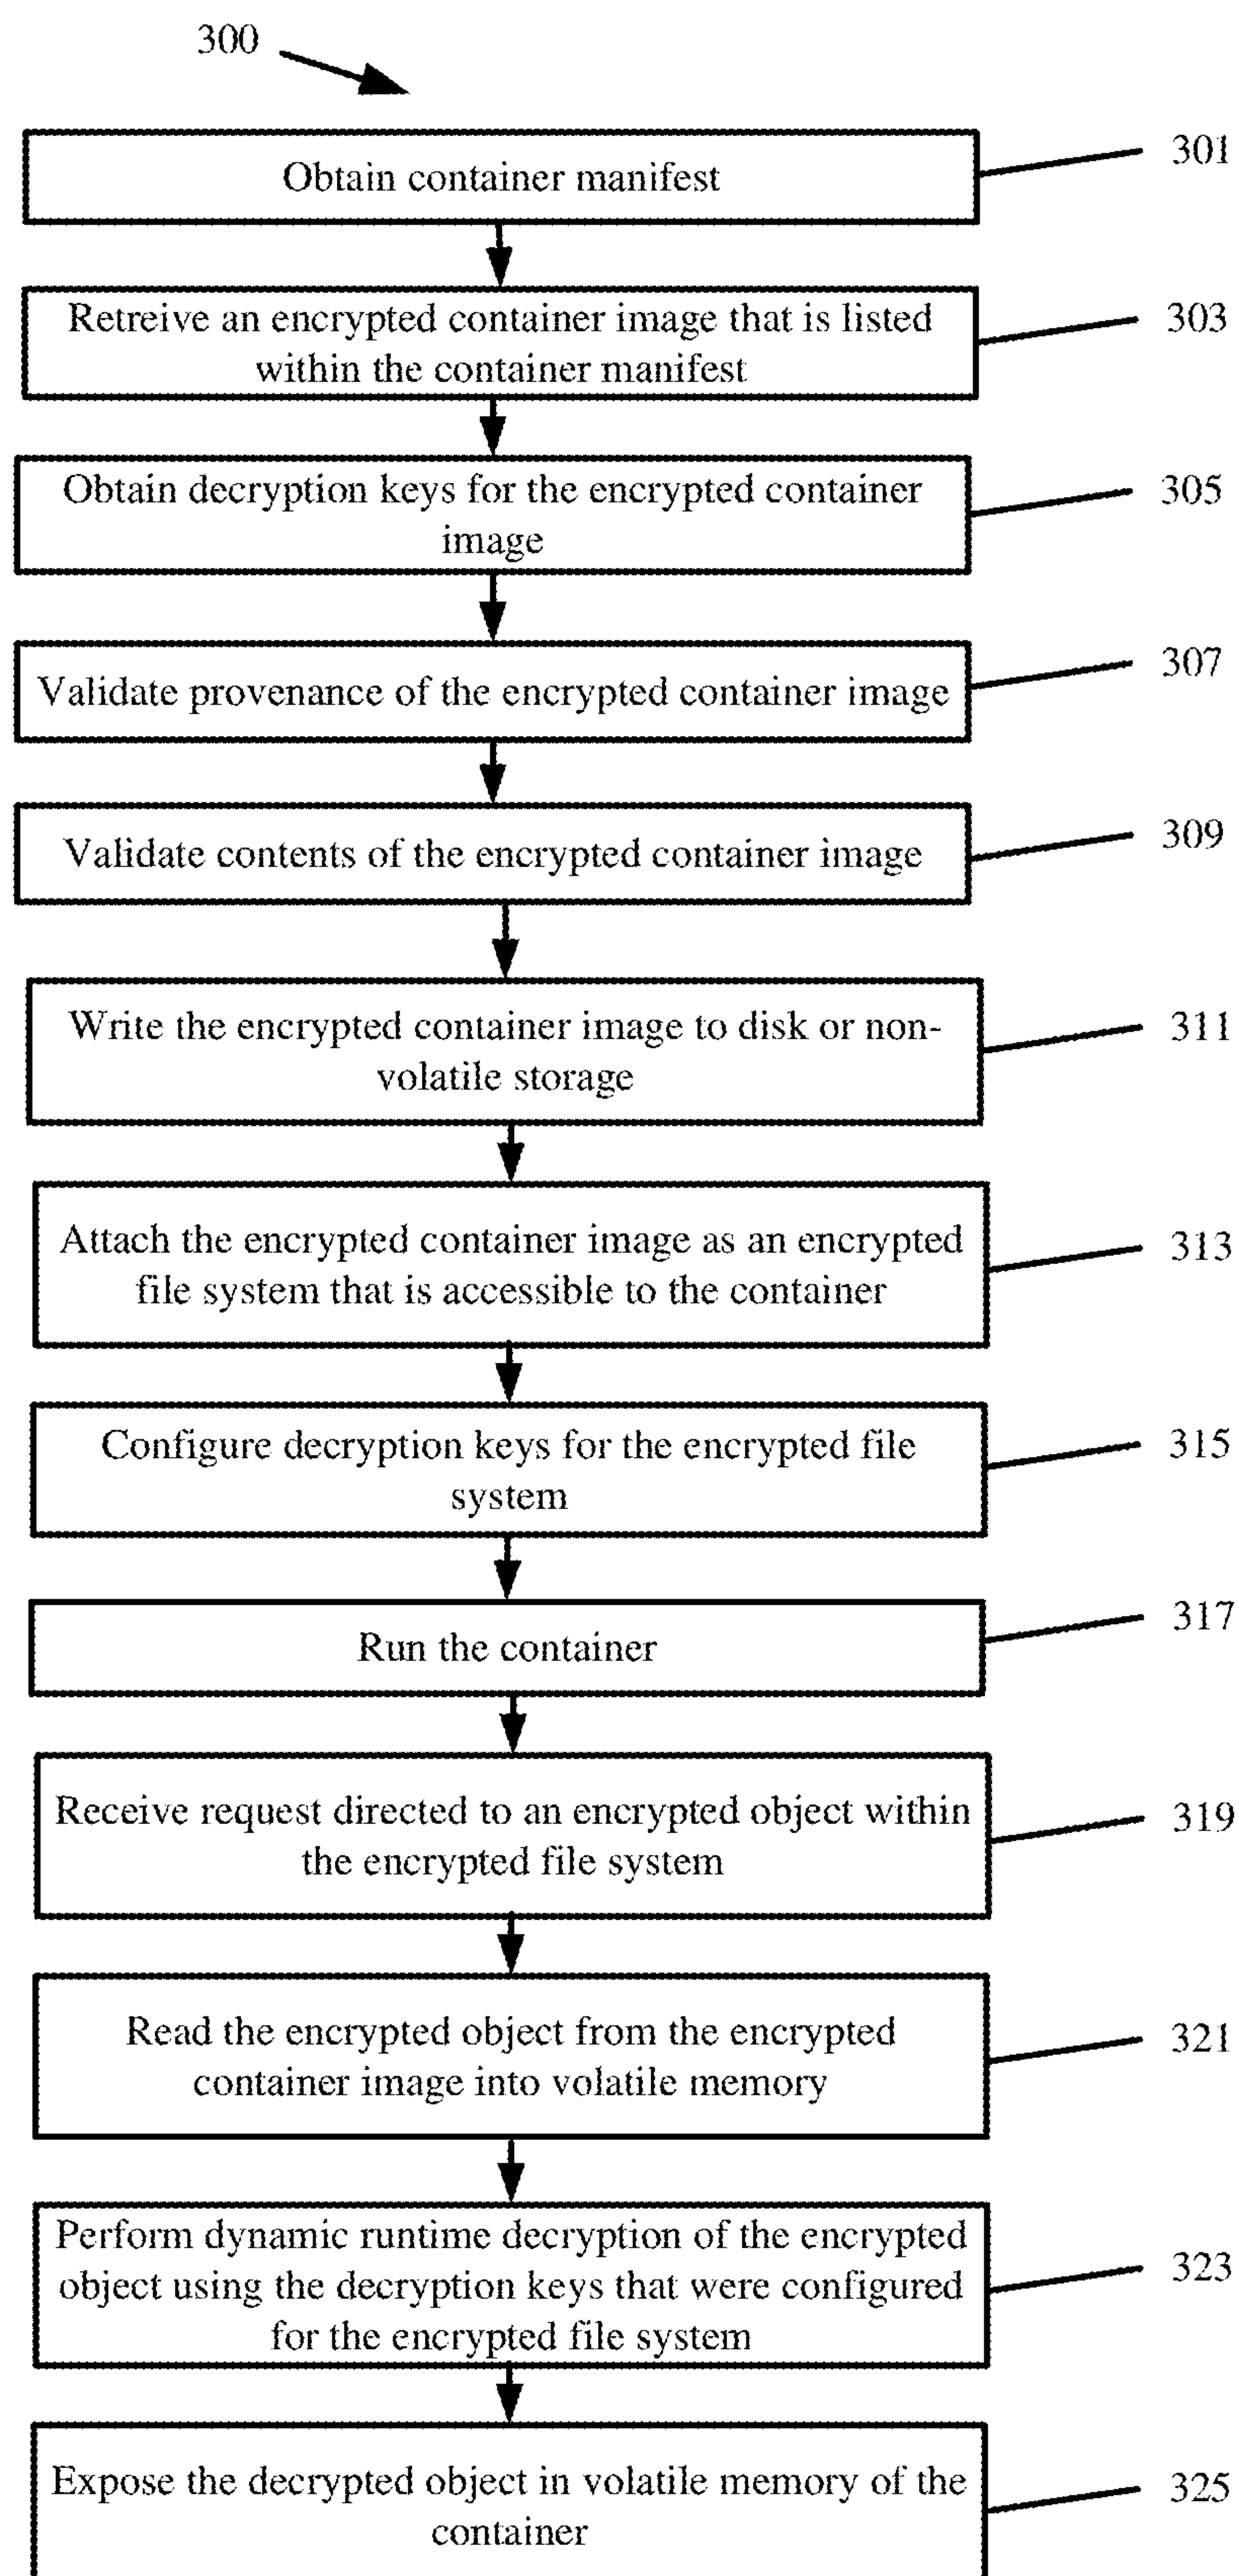 300
Obtain container manifest
301
Retreive an encrypted container image that is listed
within the container manifest
303
Obtain decryption keys for the encrypted container
image
305
Validate provenance of the encrypted container image
307
Validate contents of the encrypted container image
309
Write the encrypted container image to disk or non-
volatile storage
311
Attach the encrypted container image as an encrypted
file system that is accessible to the container
313
Configure decryption keys for the encrypted file
system
315
Run the container
317
Receive request directed to an encrypted object within
the encrypted file system
319
Read the encrypted object from the encrypted
container image into volatile memory
321
Perform dynamic runtime decryption of the encrypted
object using the decryption keys that were configured
for the encrypted file system
323
Expose the decrypted object in volatile memory of the
container
325